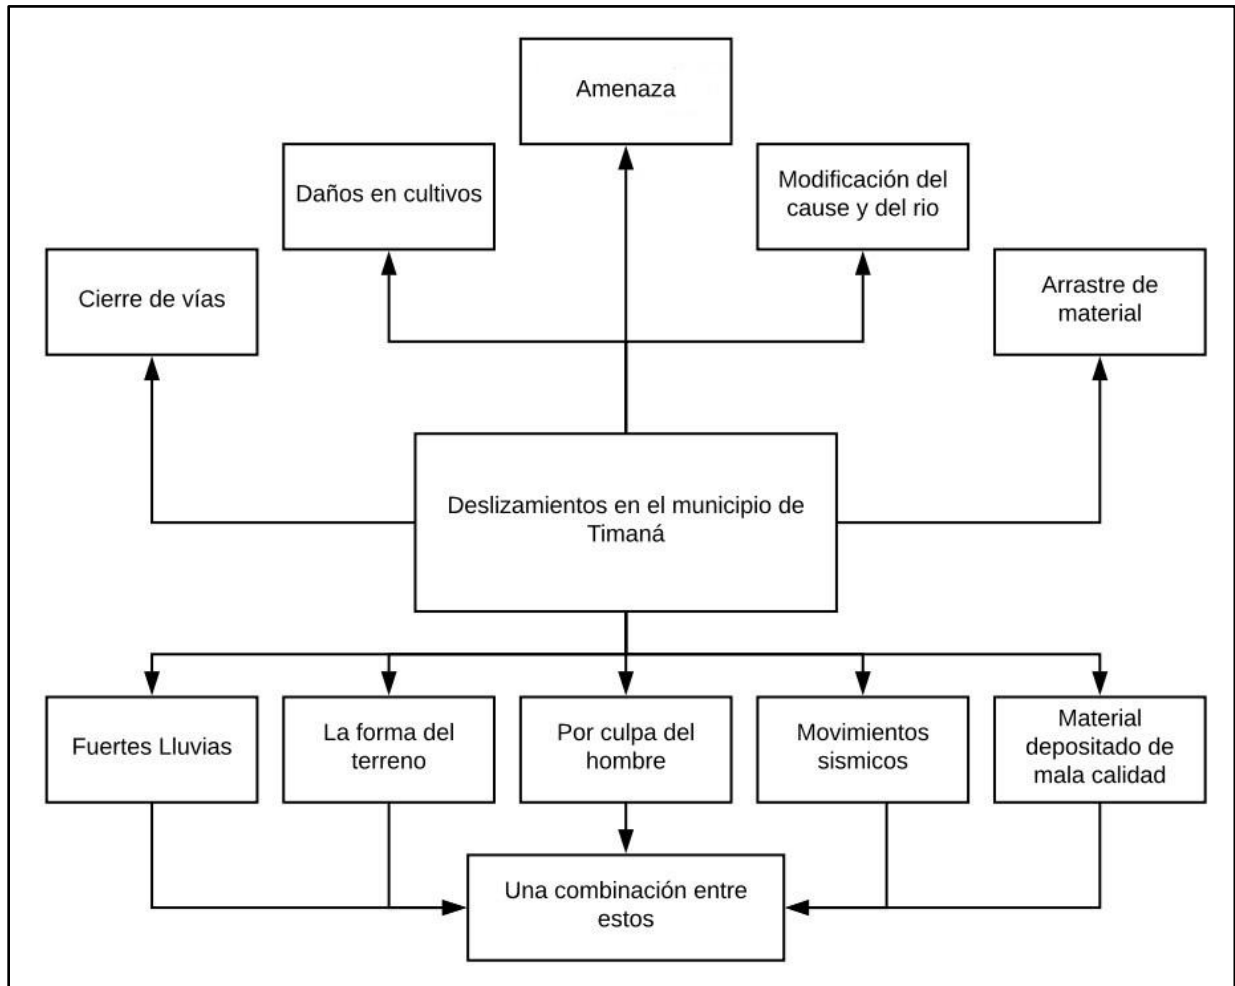 Amenaza
Daños en cultivos
Modificación del
cause y del rio
Cierre de vías
Arrastre de
material
Deslizamientos en el municipio de
Timaná
Fuertes Lluvias
La forma del
terreno
Por culpa del
hombre
Movimientos
sismicos
Material
depositado de
mala calidad
Una combinación entre
estos